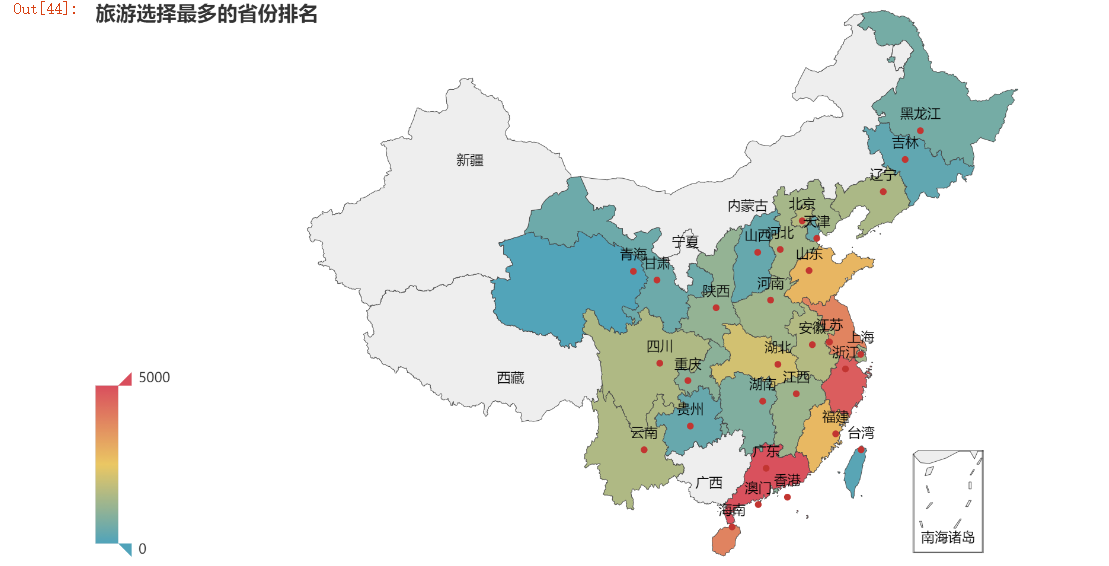 Out[44]:
旅游选择最多的省份排名
黑龙江
吉林
新疆
辽宁
内蒙古
北京
天津
宁夏
山西
河北
青海
甘肃
山东
陕西
河南
安徽
江苏
上海
四川
湖北
浙江
重庆
西藏
湖南
江西
5000
贵州
福建
云南
台湾
广东
广西
澳门
香港
海南
南海诸岛
0